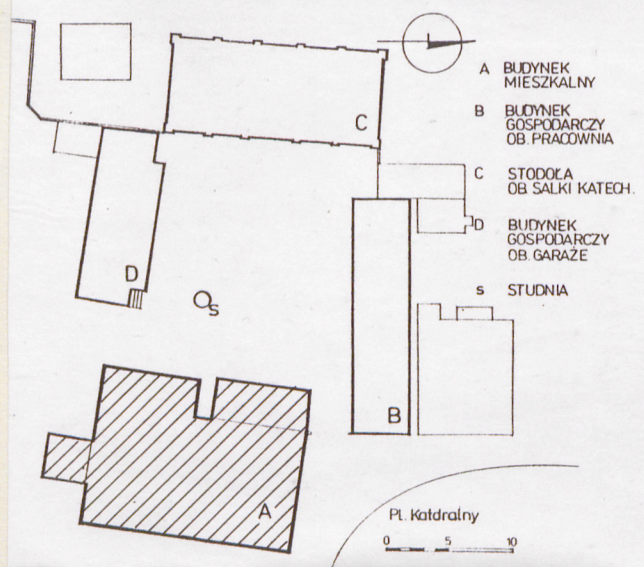 A BUDYNEK
MIESZKALNY
B BUDYNEK
GOSPODARCZY
OB. PRACOWNIA
C STODOŁA
OB. SALKI KATECH.
D BUDYNEK
GOSPODARCZY
OB. GARAŻE
S STUDNIA
C
D
S
B
A
Pl. Katdralny
0 5 10